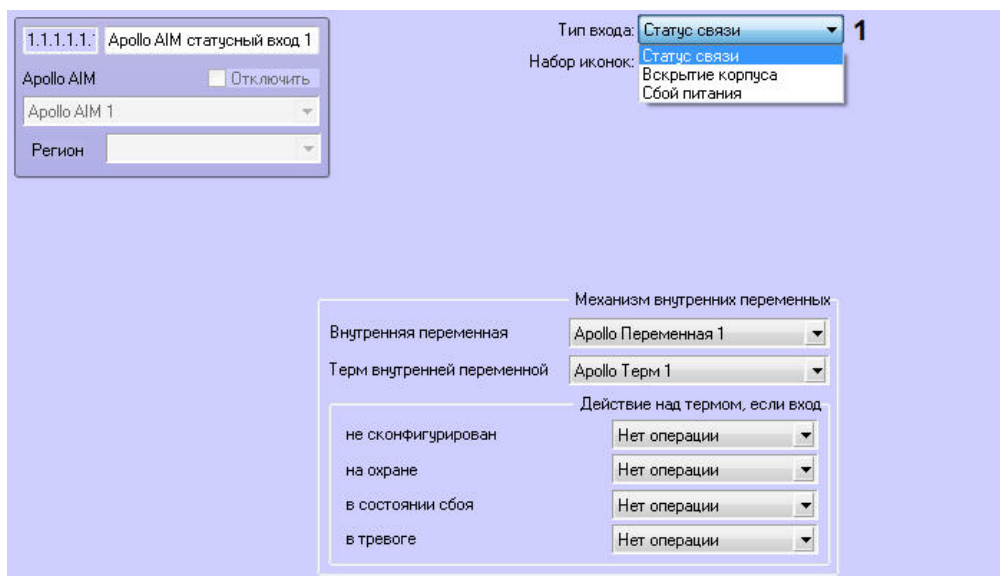 1.1.1.1.1.
Apollo AIM статусный вход 1
Apollo AIM
Отключить
Apollo AIM 1
Регион
Тип входа: Статус связи 1
Набор иконок: Статус связи
Вскрытие корпуса
Сбой питания
Механизм внутренних переменных
Внутренняя переменная Apollo Переменная 1
Терм внутренней переменной Apollo Терм 1
Действие над термом, если вход
не сконфигурирован Нет операции
на охране Нет операции
в состоянии сбоя Нет операции
в тревоге Нет операции